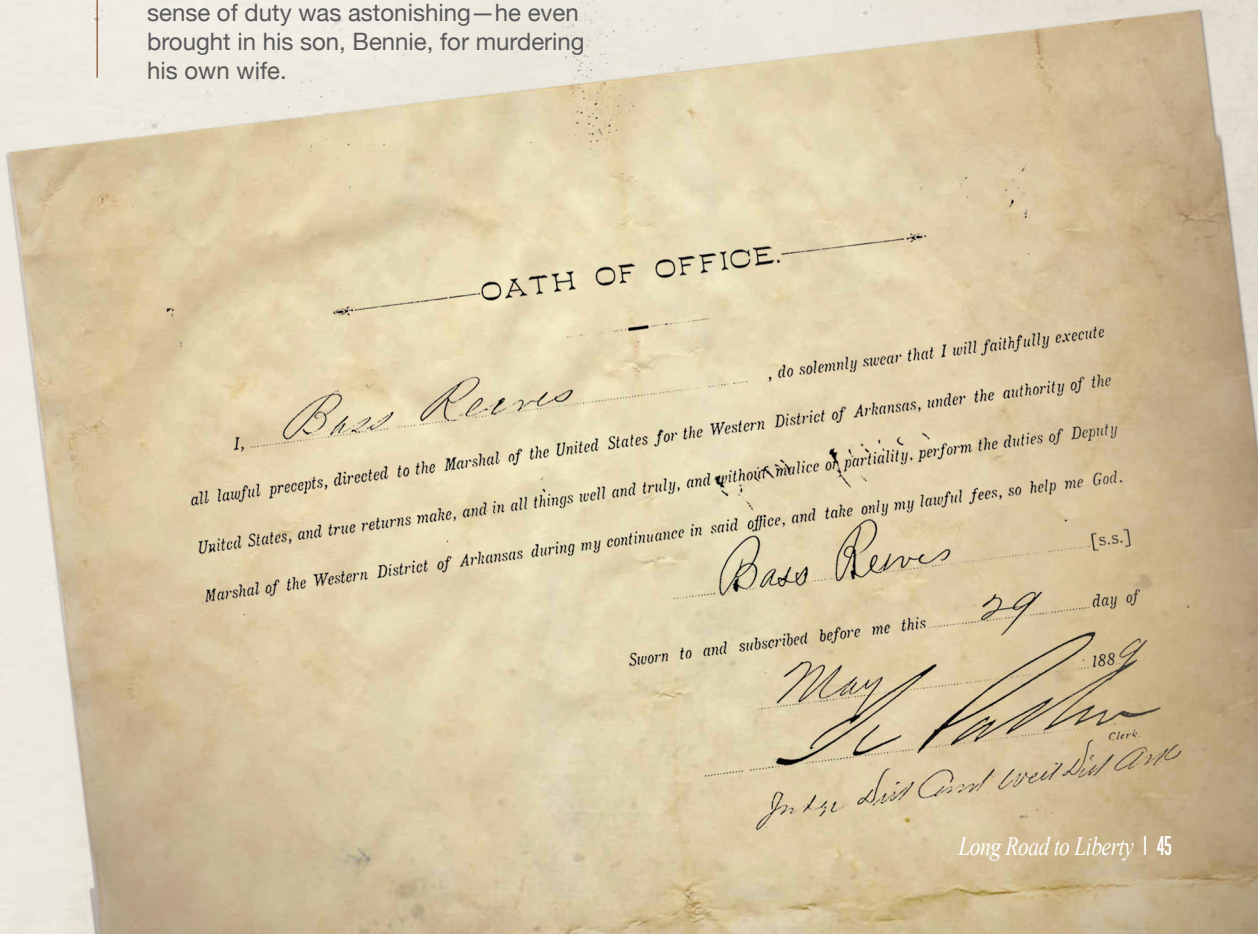 sense of duty was astonishing—he even
brought in his son, Bennie, for murdering
his own wife.
OATH OF OFFICE.
I, Bass Reeves, do solemnly swear that I will faithfully execute
all lawful precepts, directed to the Marshal of the United States for the Western District of Arkansas, under the authority of the
United States, and true returns make, and in all things well and truly, and without malice or partiality, perform the duties of Deputy
Marshal of the Western District of Arkansas during my continuance in said office, and take only my lawful fees, so help me God.
Bass Reeves [s.s.]
Sworn to and subscribed before me this 29 day of
May 1889
Clerk.
Judge Dist Court West Dist Ark
Long Road to Liberty | 45